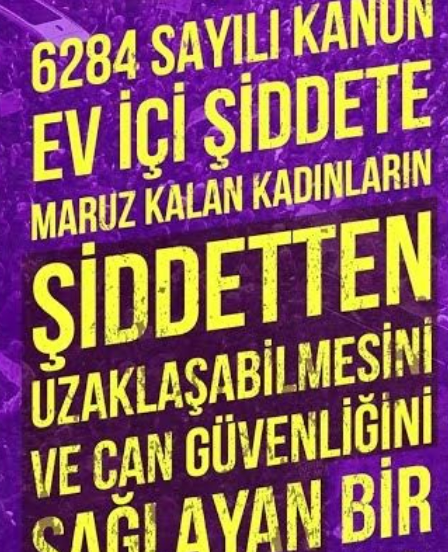 6284 SAYILI KANUN
EV İÇİ ŞİDDETE
MARUZ KALAN KADINLARIN
ŞİDDETTEN
UZAKLAŞABİLMESİNİ
VE CAN GÜVENLİĞİNİ
SAĞLAYAN BİR